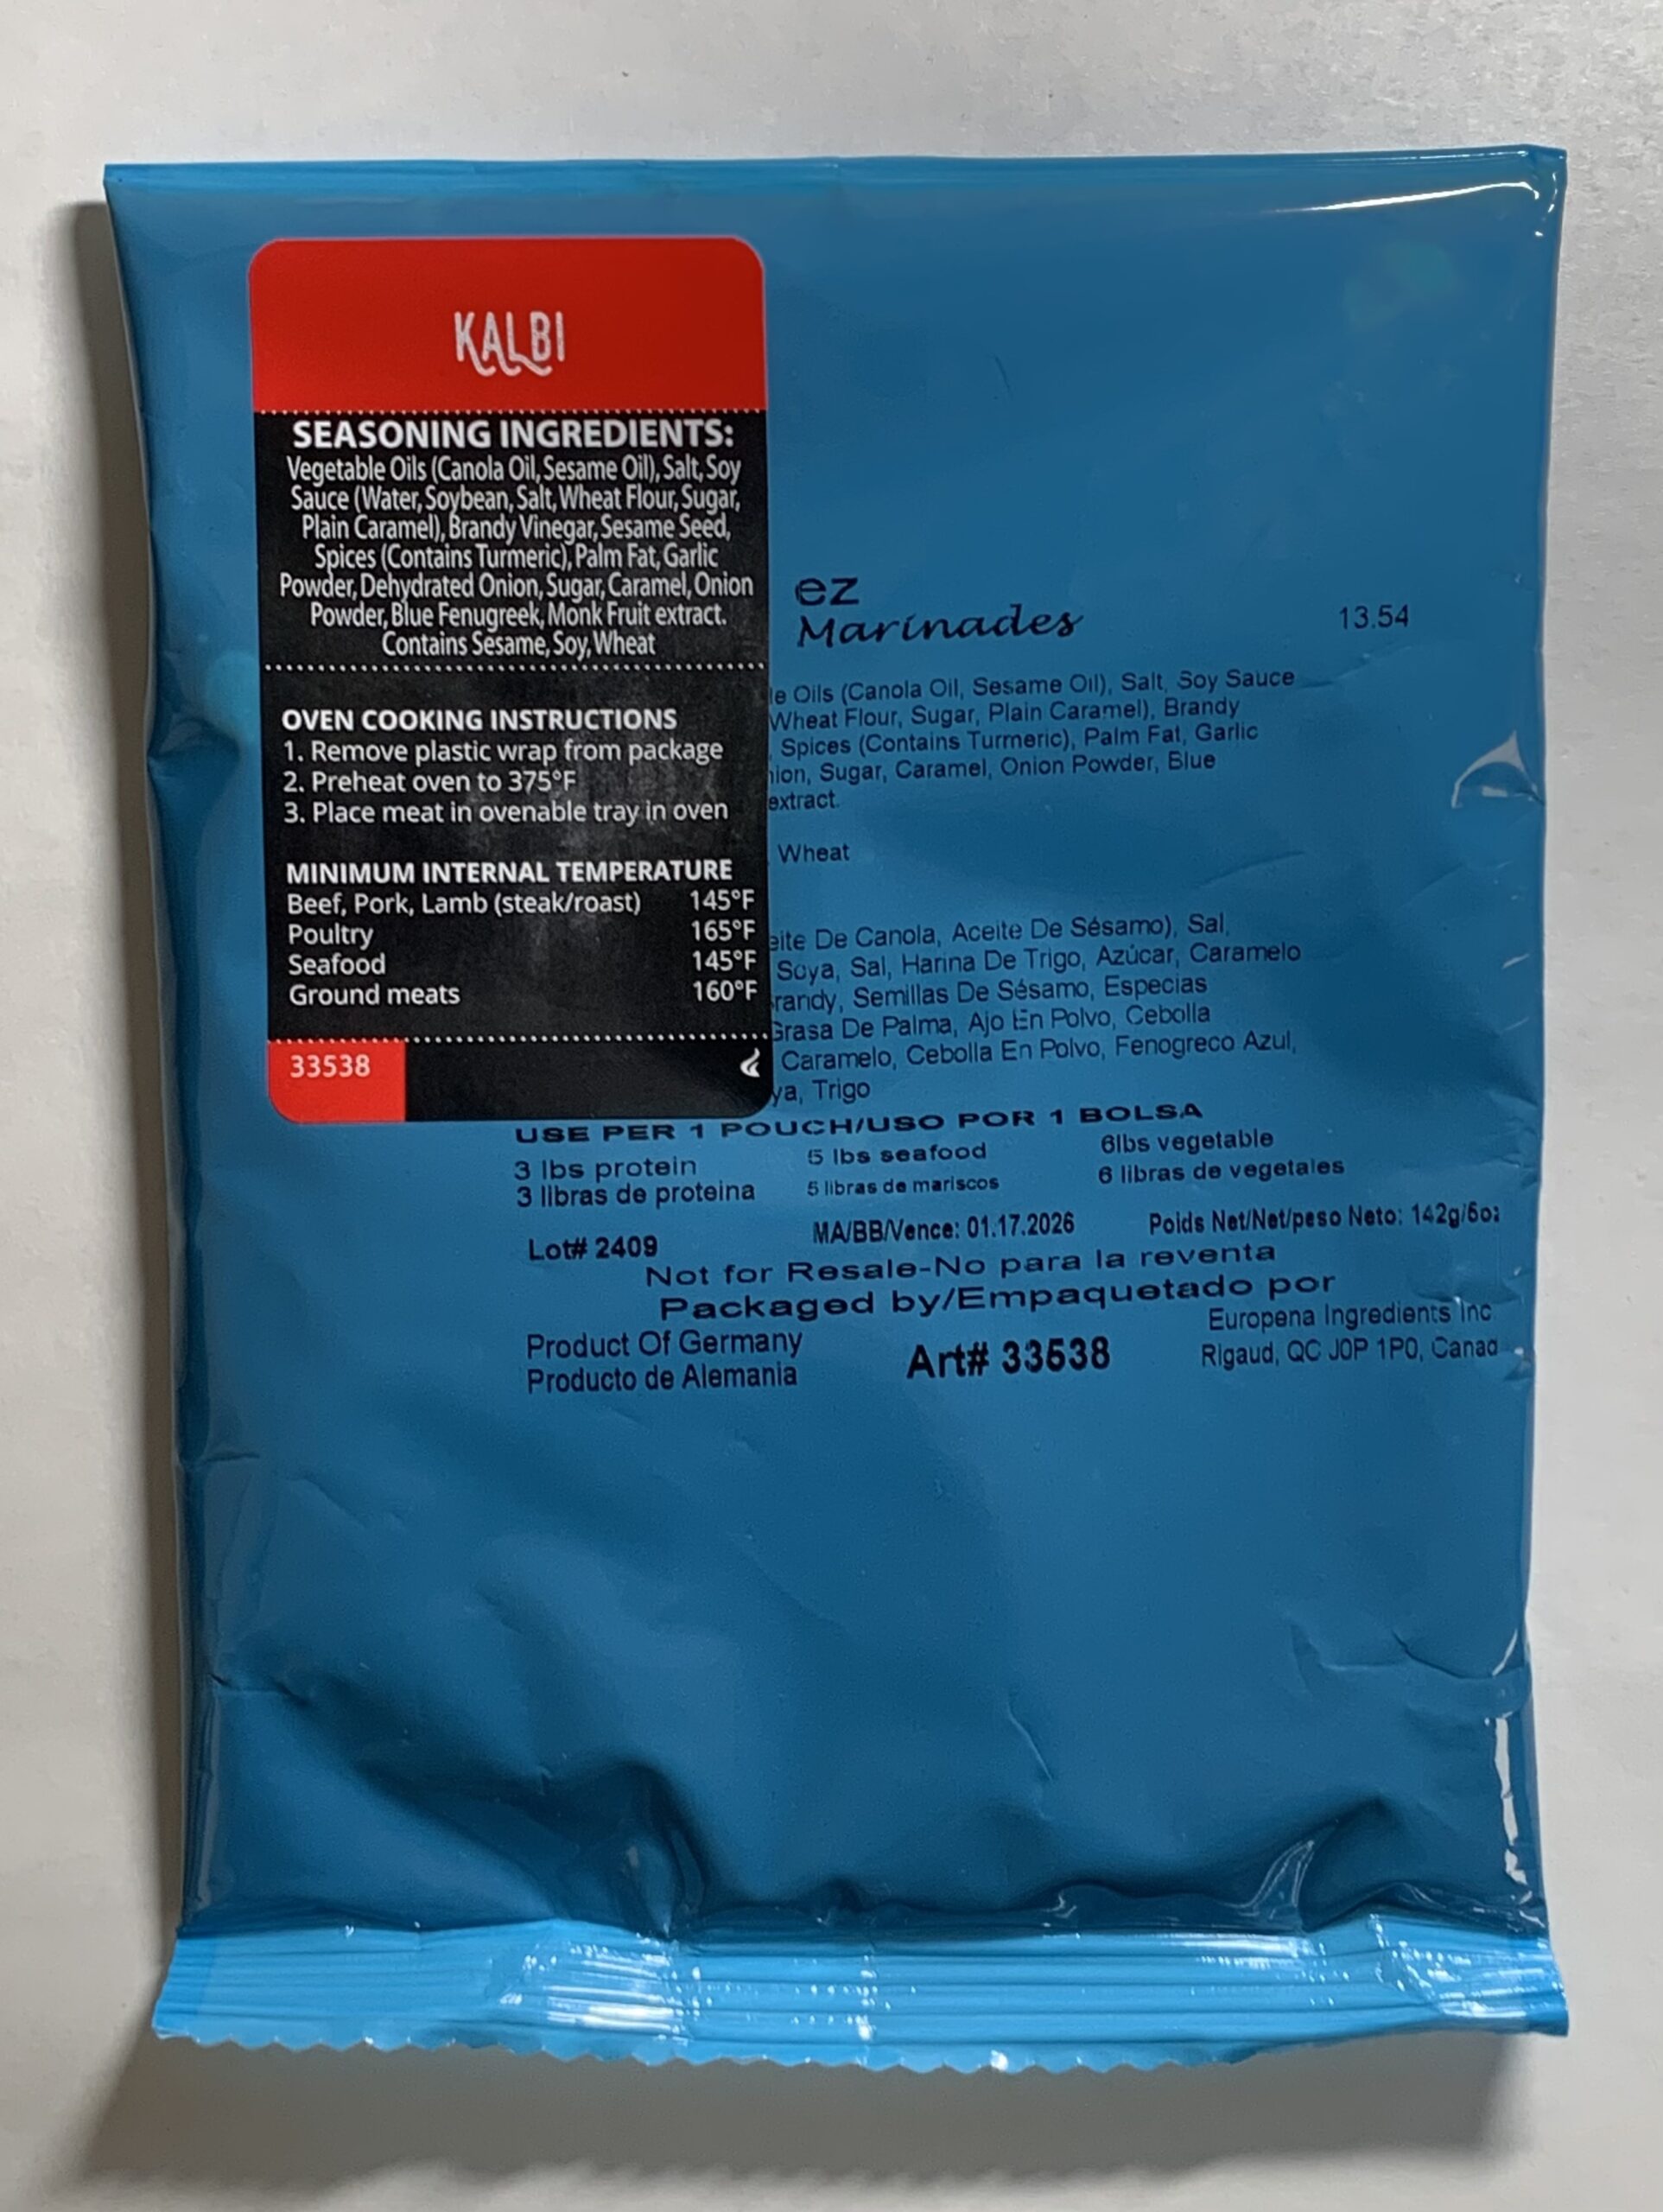 KALBI
SEASONING INGREDIENTS:
Vegetable Oils (Canola Oil, Sesame Oil), Salt, Soy
Sauce (Water, Soybean, Salt, Wheat Flour, Sugar,
Plain Caramel), Brandy Vinegar, Sesame Seed,
Spices (Contains Turmeric), Palm Fat, Garlic
Powder, Dehydrated Onion, Sugar, Caramel, Onion
Powder, Blue Fenugreek, Monk Fruit extract.
Contains Sesame, Soy, Wheat
OVEN COOKING INSTRUCTIONS
1. Remove plastic wrap from package
2. Preheat oven to 375°F
3. Place meat in ovenable tray in oven
MINIMUM INTERNAL TEMPERATURE
Beef, Pork, Lamb (steak/roast) 145°F
Poultry 165°F
Seafood 145°F
Ground meats 160°F
33538
ez
Marinades
13.54
le Oils (Canola Oil, Sesame Oil), Salt, Soy Sauce
Wheat Flour, Sugar, Plain Caramel), Brandy
, Spices (Contains Turmeric), Palm Fat, Garlic
nion, Sugar, Caramel, Onion Powder, Blue
extract.
, Wheat
eite De Canola, Aceite De Sésamo), Sal,
Soya, Sal, Harina De Trigo, Azúcar, Caramelo
randy, Semillas De Sésamo, Especias
Grasa De Palma, Ajo En Polvo, Cebolla
Caramelo, Cebolla En Polvo, Fenogreco Azul,
ya, Trigo
USE PER 1 POUCH/USO POR 1 BOLSA
3 lbs protein 5 lbs seafood 6lbs vegetable
3 libras de proteina 5 libras de mariscos 6 libras de vegetales
Lot# 2409 MA/BB/Vence: 01.17.2026 Poids Net/Net/peso Neto: 142g/5oz
Not for Resale-No para la reventa
Packaged by/Empaquetado por
Product Of Germany Art# 33538 Europena Ingredients Inc.
Producto de Alemania Rigaud, QC J0P 1P0, Canad